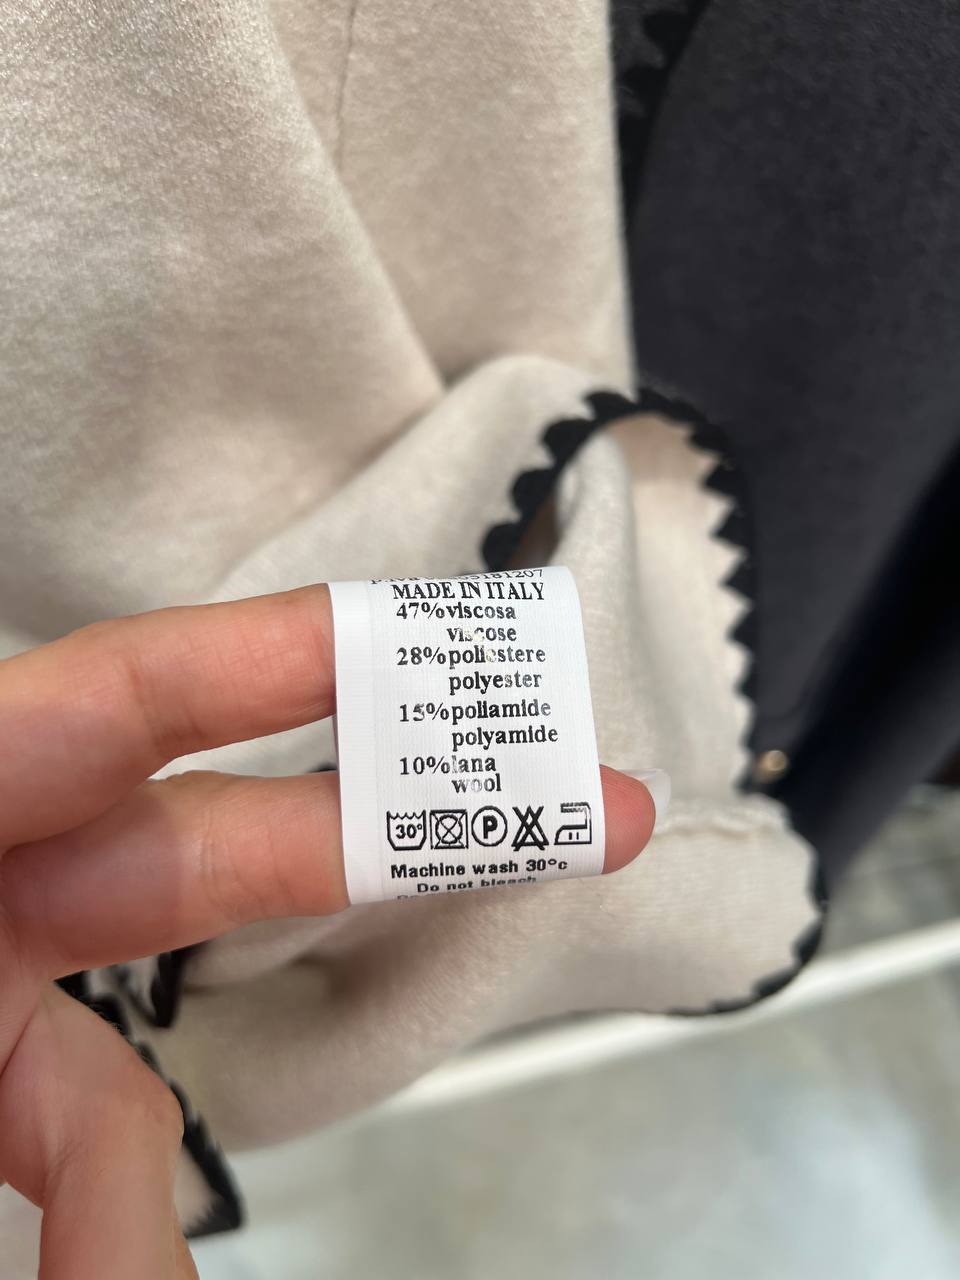 MADE IN ITALY
47%viscosa
viscose
28%poliestere
polyester
15%poliamide
polyamide
10%lana
wool
30°
P
Machine wash 30°c
Do not bleach